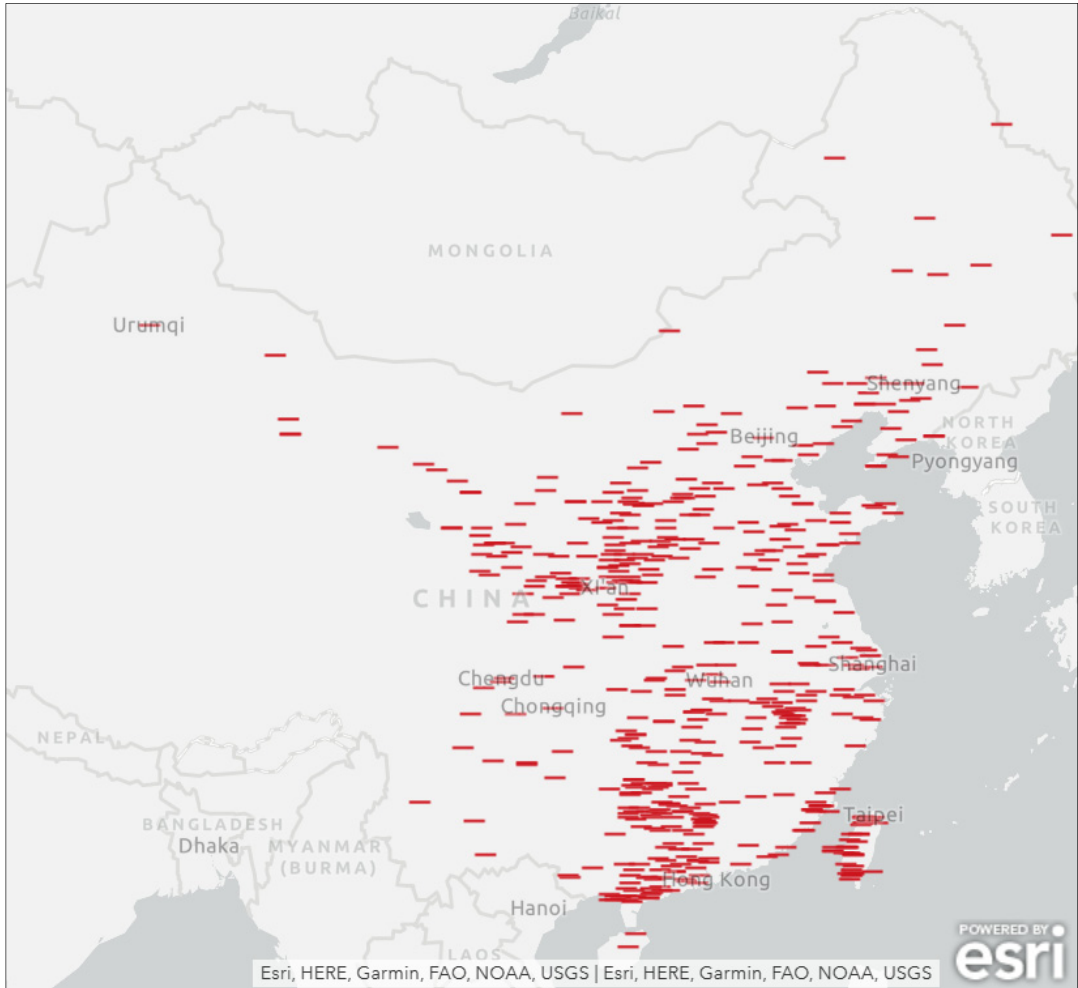 Baikal
MONGOLIA
Urumqi
Shenyang
Beijing
NORTH
KOREA
Pyongyang
SOUTH
KOREA
Xi'an
CHINA
Shanghai
Chengdu
Wuhan
Chongqing
NEPAL
Taipei
BANGLADESH
Dhaka
MYANMAR
(BURMA)
Hong Kong
Hanoi
LAOS
POWERED BY
esri
Esri, HERE, Garmin, FAO, NOAA, USGS | Esri, HERE, Garmin, FAO, NOAA, USGS